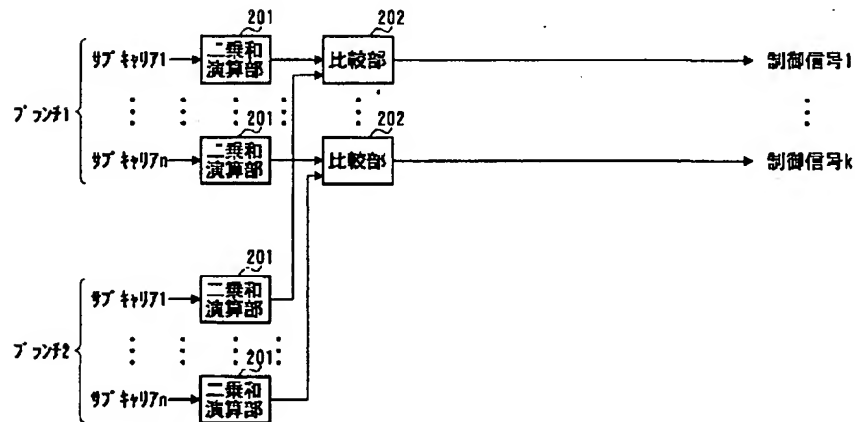 201
202
サブキャリア1
二乗和
演算部
比較部
制御信号1
ブランチ1
201
202
サブキャリアn
二乗和
演算部
比較部
制御信号k
201
サブキャリア1
二乗和
演算部
ブランチ2
201
サブキャリアn
二乗和
演算部